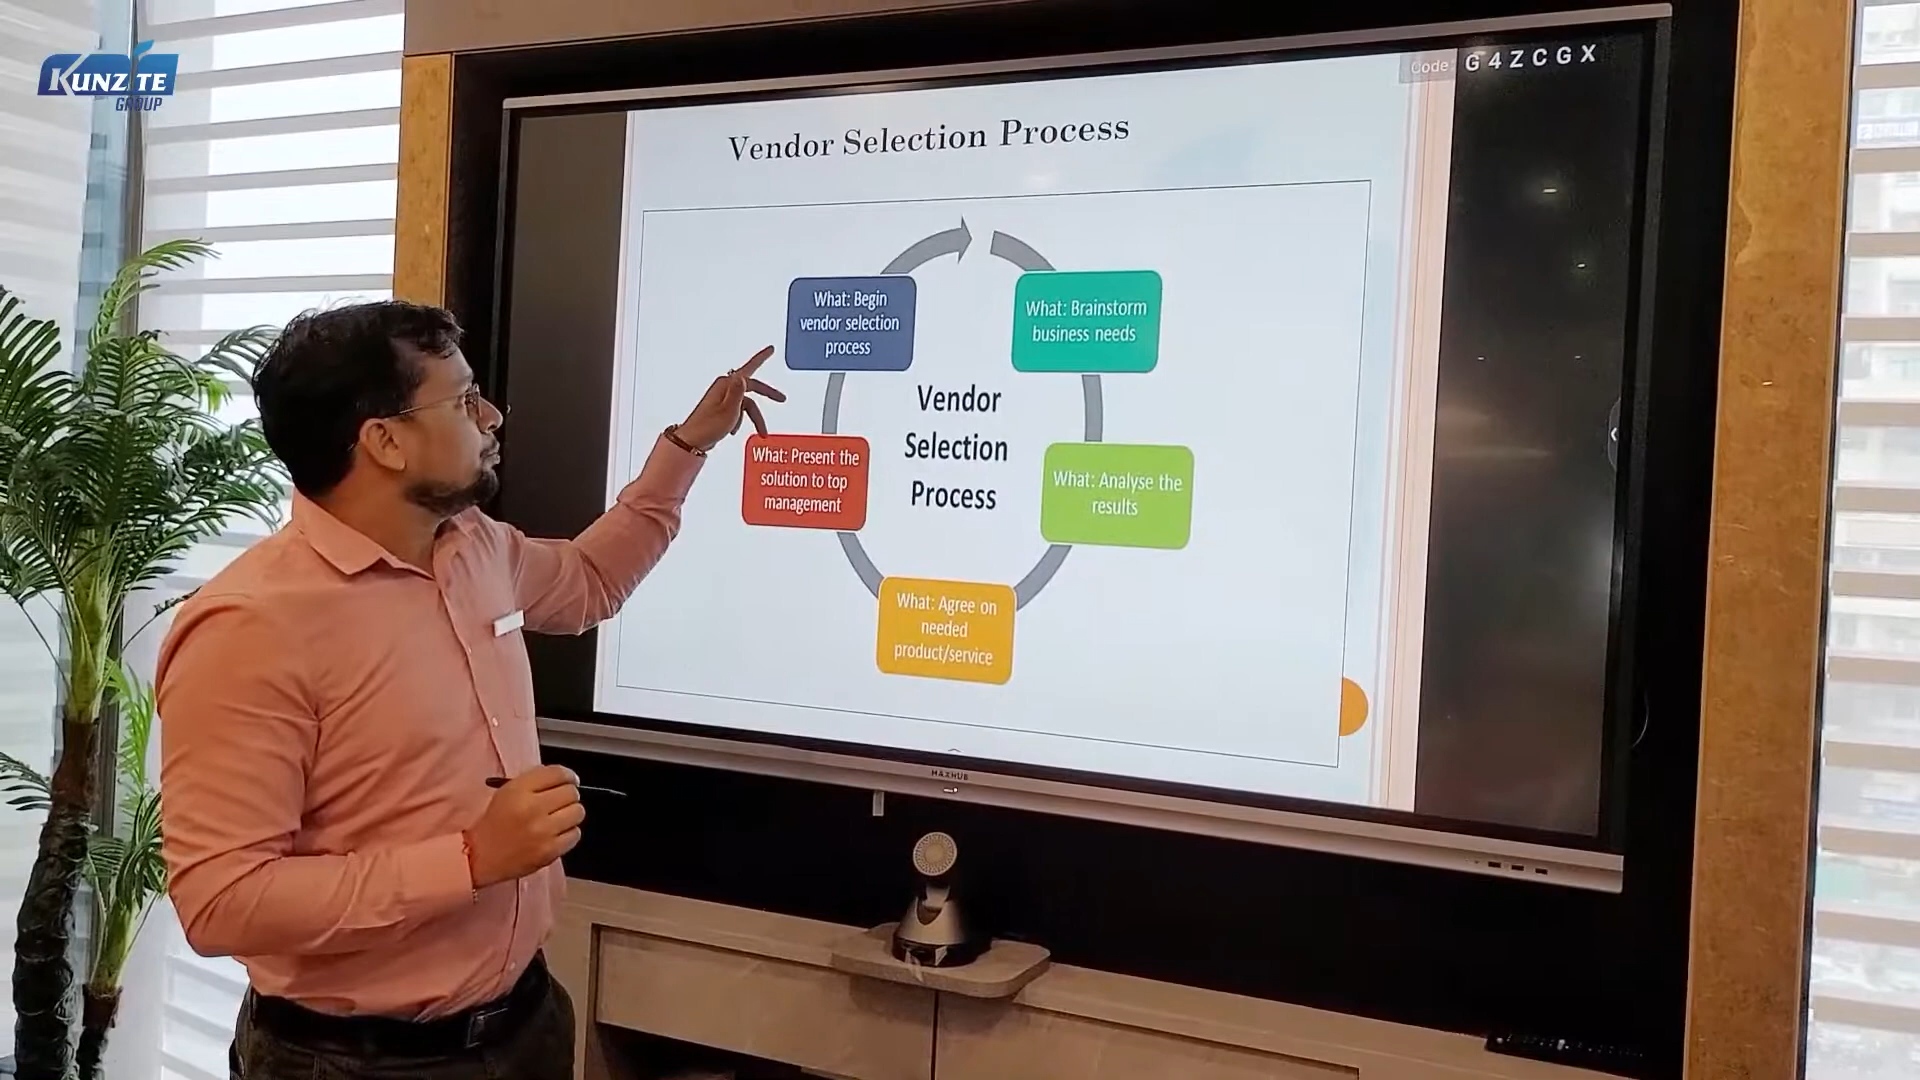 KUNZITE
GROUP
Code: G4ZCGX
Vendor Selection Process
What: Begin
vendor selection
process
What: Brainstorm
business needs
Vendor
Selection
Process
What: Present the
solution to top
management
What: Analyse the
results
What: Agree on
needed
product/service
MAXHUB